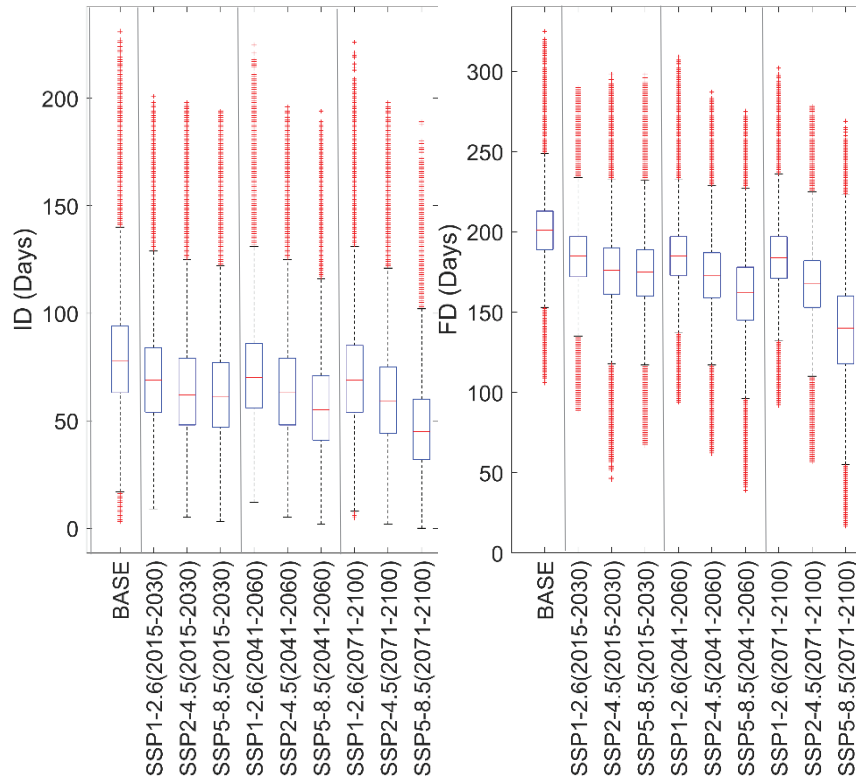 ID (Days)
200
150
100
50
0
BASE
SSP1-2.6(2015-2030)
SSP2-4.5(2015-2030)
SSP5-8.5(2015-2030)
SSP1-2.6(2041-2060)
SSP2-4.5(2041-2060)
SSP5-8.5(2041-2060)
SSP1-2.6(2071-2100)
SSP2-4.5(2071-2100)
SSP5-8.5(2071-2100)
FD (Days)
300
250
200
150
100
50
0
BASE
SSP1-2.6(2015-2030)
SSP2-4.5(2015-2030)
SSP5-8.5(2015-2030)
SSP1-2.6(2041-2060)
SSP2-4.5(2041-2060)
SSP5-8.5(2041-2060)
SSP1-2.6(2071-2100)
SSP2-4.5(2071-2100)
SSP5-8.5(2071-2100)